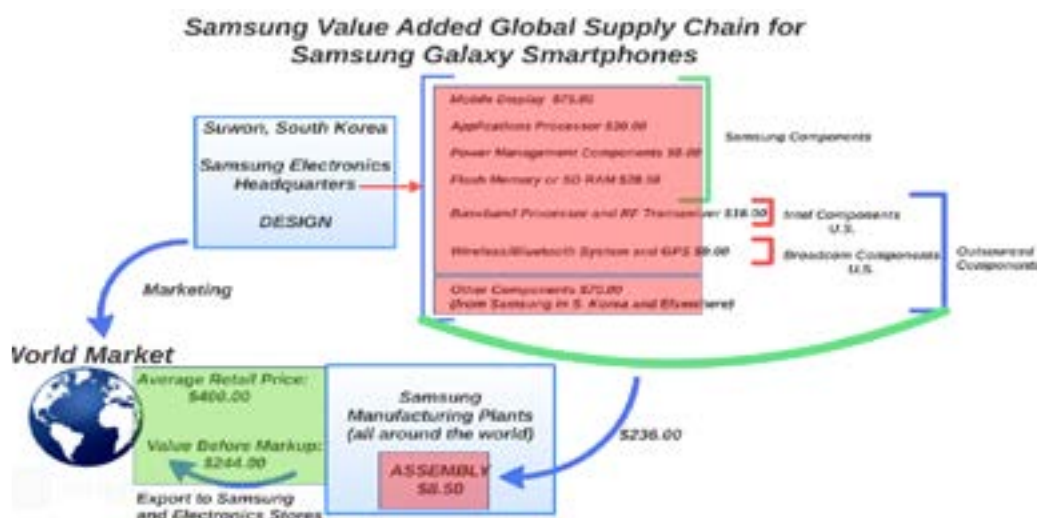 Samsung Value Added Global Supply Chain for
Samsung Galaxy Smartphones
Suwon, South Korea
Samsung Electronics
Headquarters
DESIGN
Mobile Display
Applications Processor
Power Management Components
Flash Memory or SD RAM
Baseband Processor and RF Transceiver
Wireless/Bluetooth System and GPS
Other Components
(from Samsung in S. Korea and Elsewhere)
Samsung Components
Intel Components
U.S.
Broadcom Components
U.S.
Outsourced
Components
Marketing
World Market
Average Retail Price:
$400.00
Value Before Markup:
$244.00
Export to Samsung
and Electronics Stores
Samsung
Manufacturing Plants
(all around the world)
ASSEMBLY
$8.50
$236.00